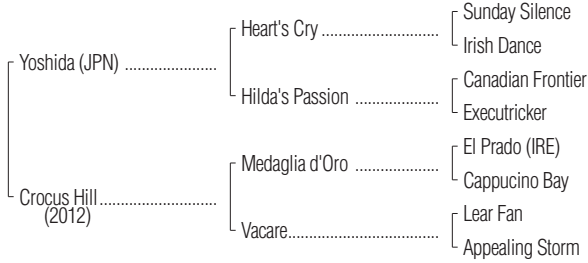 Sunday Silence
Heart's Cry ............................
Irish Dance
Yoshida (JPN) ......................
Canadian Frontier
Hilda's Passion ....................
Executricker
El Prado (IRE)
Medaglia d'Oro ....................
Cappucino Bay
Crocus Hill............................
(2012)
Lear Fan
Vacare....................................
Appealing Storm